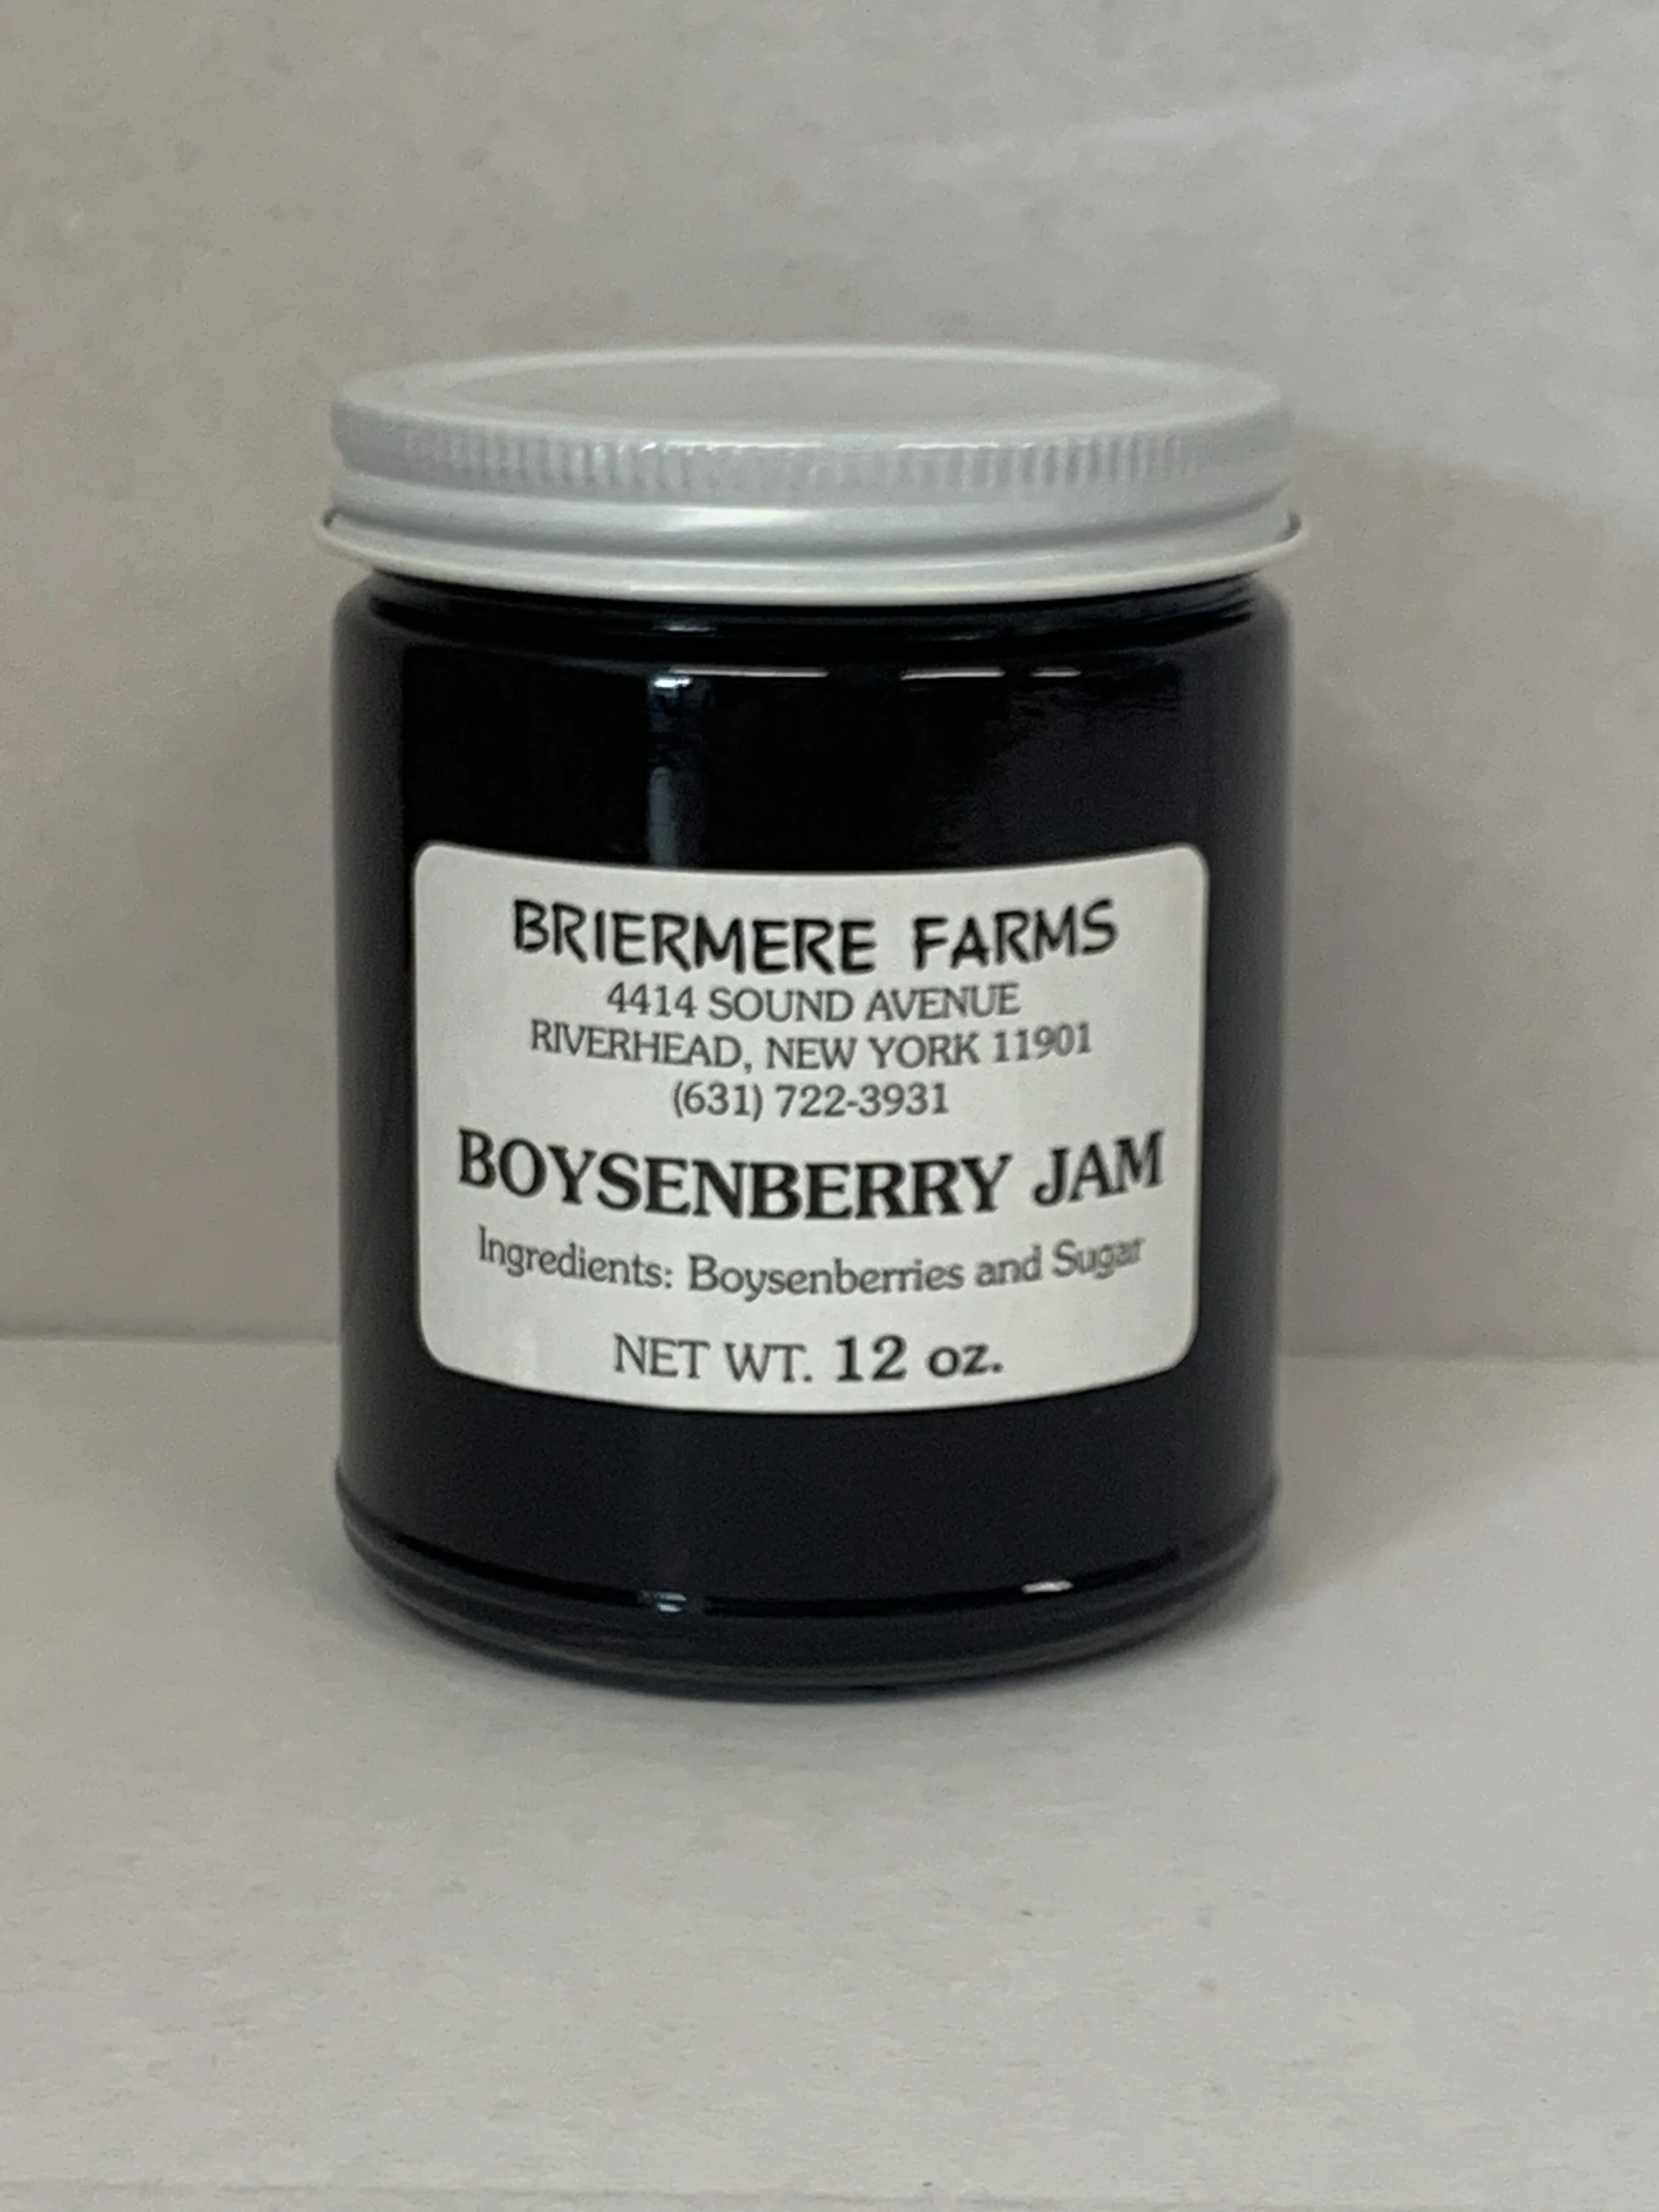 BRIERMERE FARMS
4414 SOUND AVENUE
RIVERHEAD, NEW YORK 11901
(631) 722-3931
BOYSENBERRY JAM
Ingredients: Boysenberries and Sugar
NET WT. 12 oz.